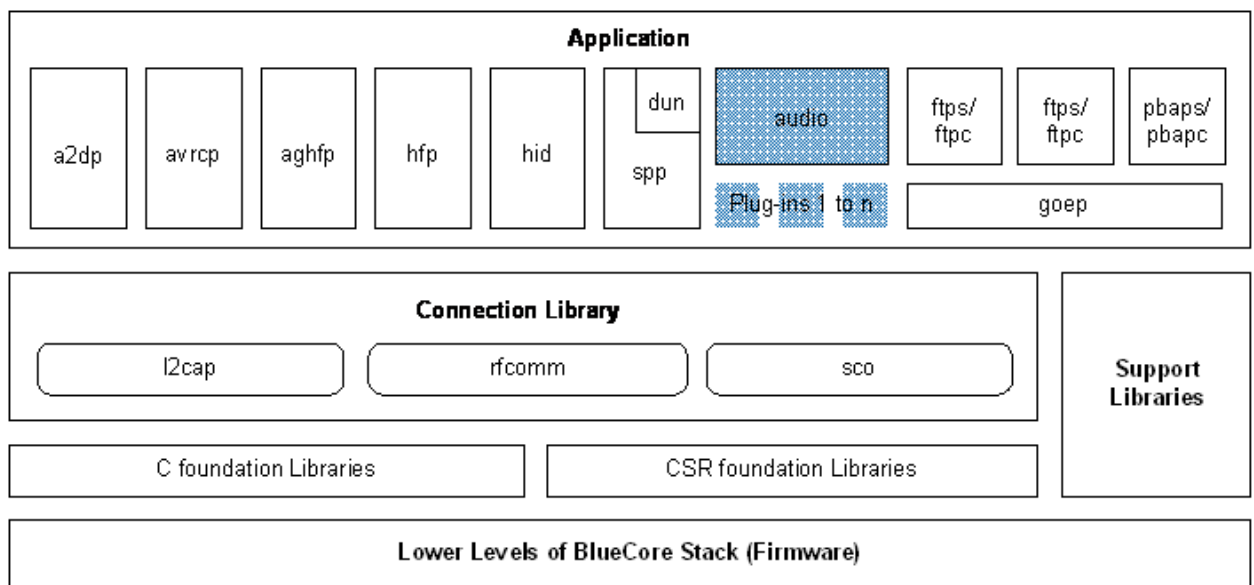 Application
a2dp
avrcp
aghfp
hfp
hid
dun
spp
audio
Plug-ins 1 to n
ftps/
ftpc
ftps/
ftpc
pbaps/
pbapc
goep
Connection Library
l2cap
rfcomm
sco
Support
Libraries
C foundation Libraries
CSR foundation Libraries
Lower Levels of BlueCore Stack (Firmware)